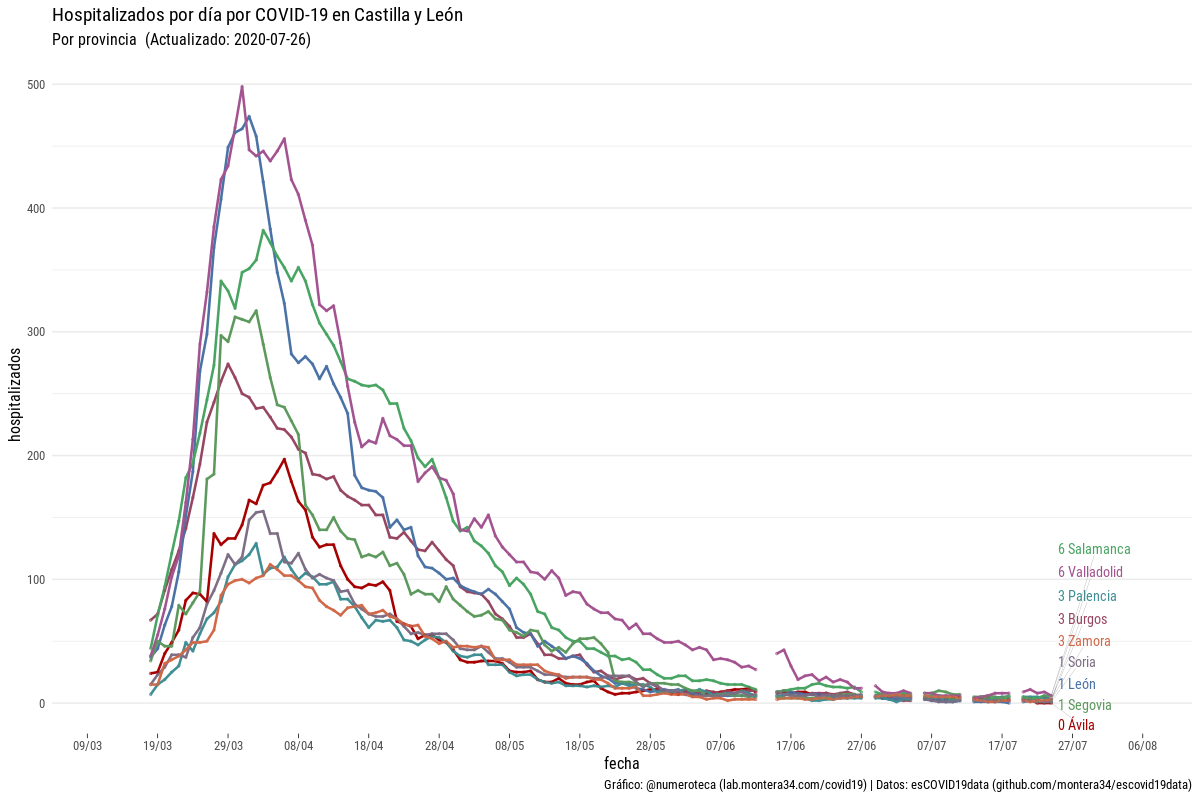 Hospitalizados por día por COVID-19 en Castilla y León
Por provincia (Actualizado: 2020-07-26)
hospitalizados
500
400
300
200
100
0
6 Salamanca
6 Valladolid
3 Palencia
3 Burgos
3 Zamora
1 Soria
1 León
1 Segovia
0 Ávila
09/03 19/03 29/03 08/04 18/04 28/04 08/05 18/05 28/05 07/06 17/06 27/06 07/07 17/07 27/07 06/08
fecha
Gráfico: @numeroteca (lab.montera34.com/covid19) | Datos: esCOVID19data (github.com/montera34/escovid19data)